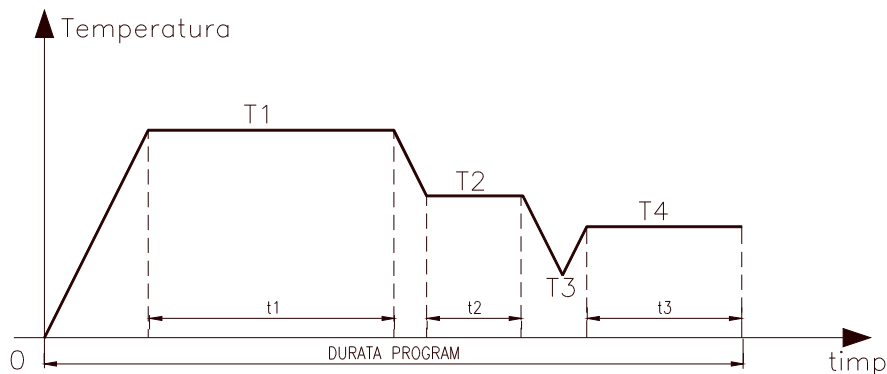 Temperatura
T1
T2
T4
T3
t1
t2
t3
0
DURATA PROGRAM
timp